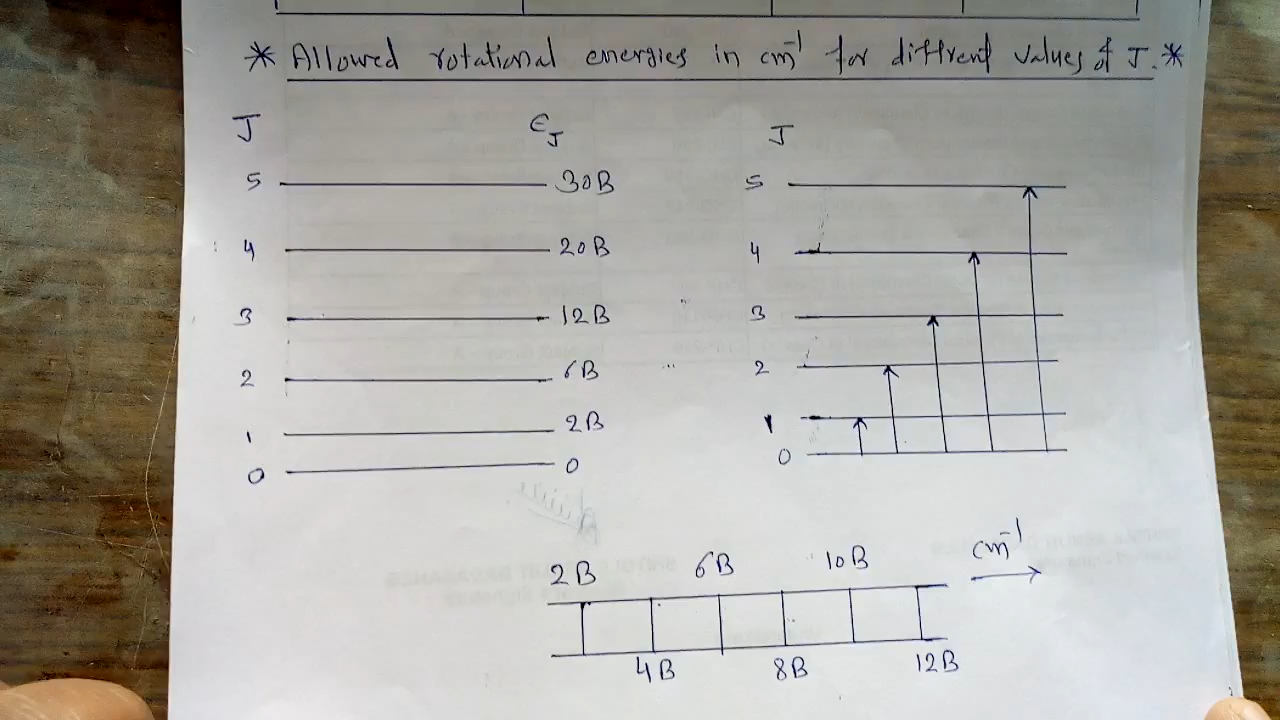 * Allowed rotational energies in cm⁻¹ for diffrent values of J. *
J ЄJ J
5 30B 5
4 20B 4
3 12B 3
2 6B 2
1 2B 1
0 0 0
2B 6B 10B cm⁻¹
4B 8B 12B